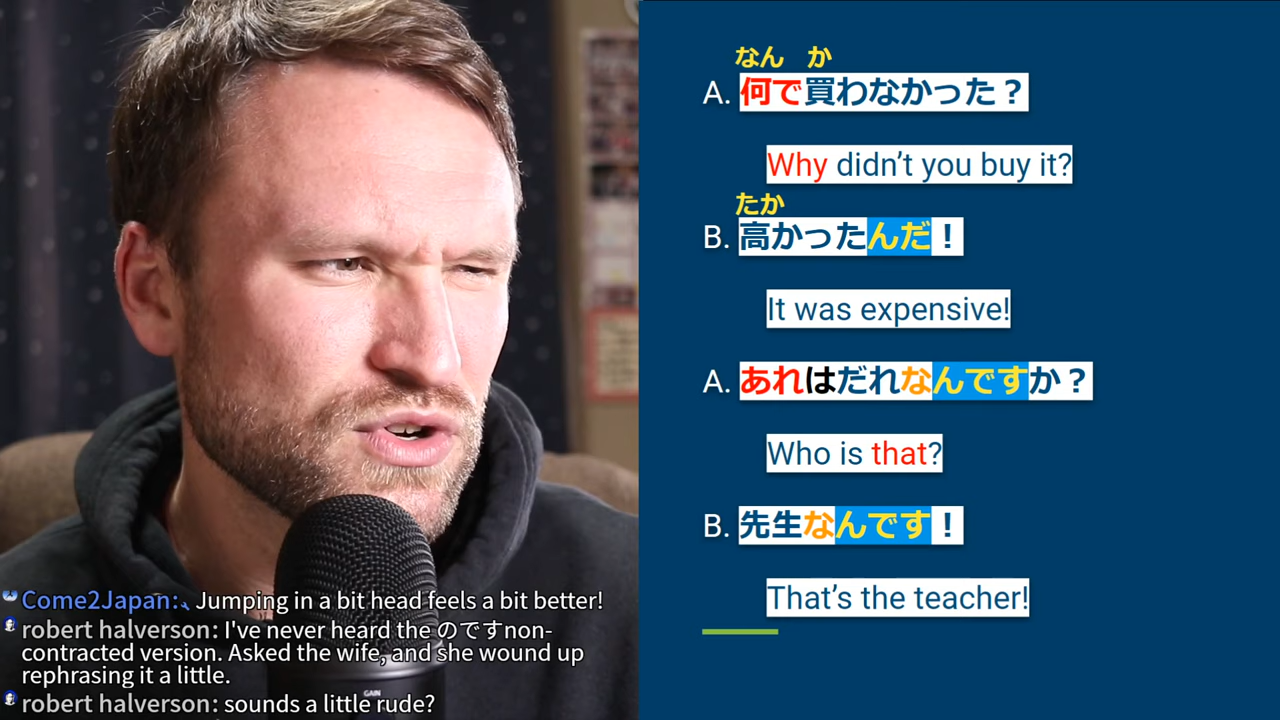 なん か
A. 何で買わなかった？
Why didn't you buy it?
たか
B. 高かったんだ！
It was expensive!
A. あれはだれなんですか？
Who is that?
B. 先生なんです！
That's the teacher!
Come2Japan:、 Jumping in a bit head feels a bit better!
robert halverson: I've never heard the のですnon-
contracted version. Asked the wife, and she wound up
rephrasing it a little.
robert halverson: sounds a little rude?
GAIN